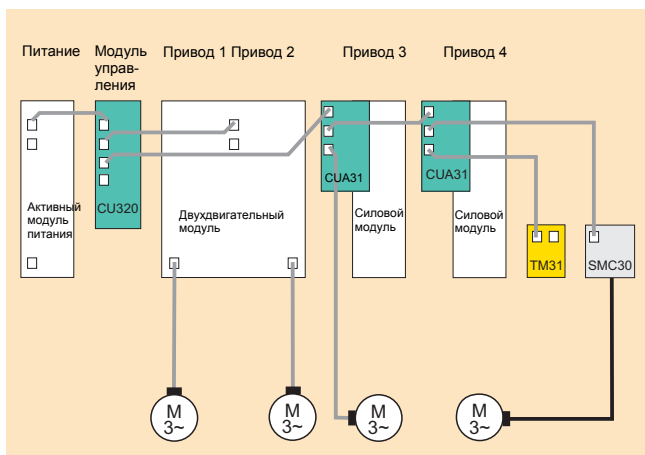 Питание
Модуль
управ-
ления
Привод 1 Привод 2
Привод 3
Привод 4
Активный
модуль
питания
CU320
Двухдвигательный
модуль
CUA31
Силовой
модуль
CUA31
Силовой
модуль
TM31
SMC30
M
3~
M
3~
M
3~
M
3~